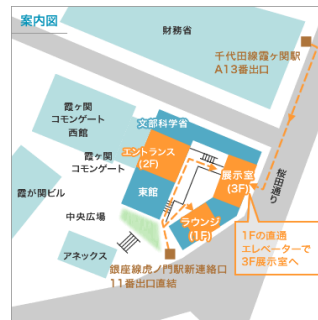 案内図
財務省
千代田線霞ヶ関駅
A13番出口
霞ヶ関
コモンゲート
西館
文部科学省
エントランス
(2F)
霞ヶ関
コモンゲート
展示室
(3F)
桜田通り
霞が関ビル
東館
中央広場
ラウンジ
(1F)
1Fの直通
エレベーターで
3F展示室へ
アネックス
銀座線虎ノ門駅新連絡口
11番出口直結